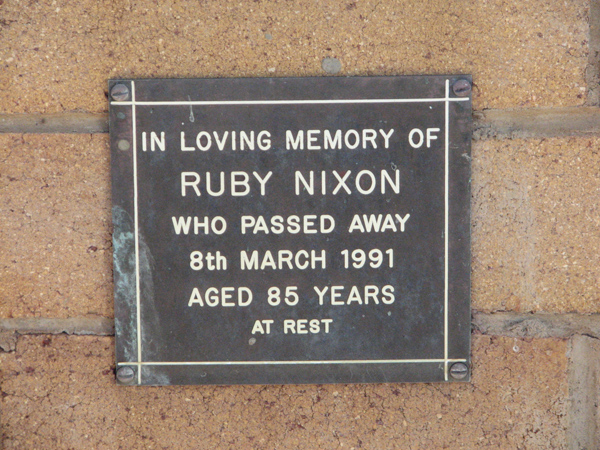 IN LOVING MEMORY OF
RUBY NIXON
WHO PASSED AWAY
8th MARCH 1991
AGED 85 YEARS
AT REST